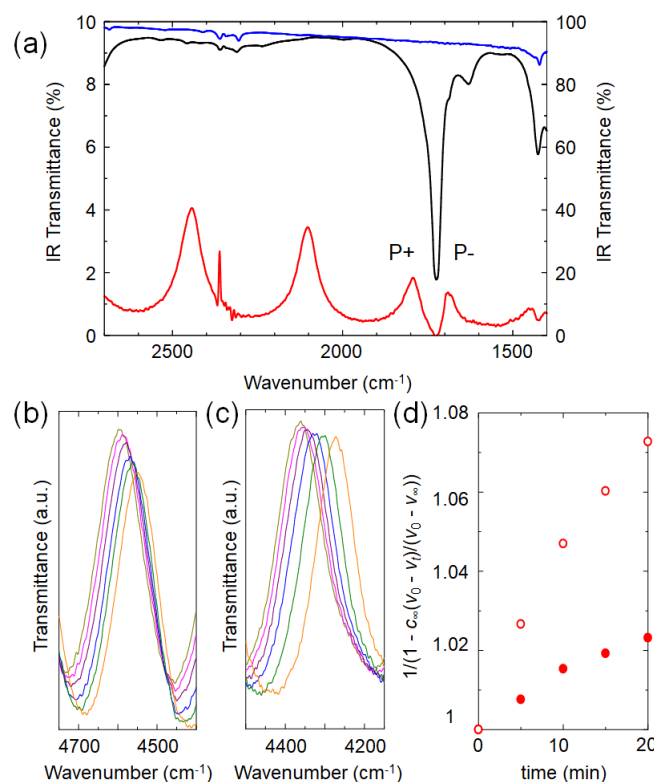 (a)
10
8
6
4
2
0
IR Transmittance (%)
100
80
60
40
20
0
IR Transmittance (%)
P+
P-
2500
2000
1500
Wavenumber (cm⁻¹)
(b)
Transmittance (a.u.)
4700
4500
Wavenumber (cm⁻¹)
(c)
Transmittance (a.u.)
4400
4200
Wavenumber (cm⁻¹)
(d)
1.08
1.06
1.04
1.02
1
1/(1 - c∞(ν₀ - νₜ)/(ν₀ - ν∞))
0
10
20
time (min)